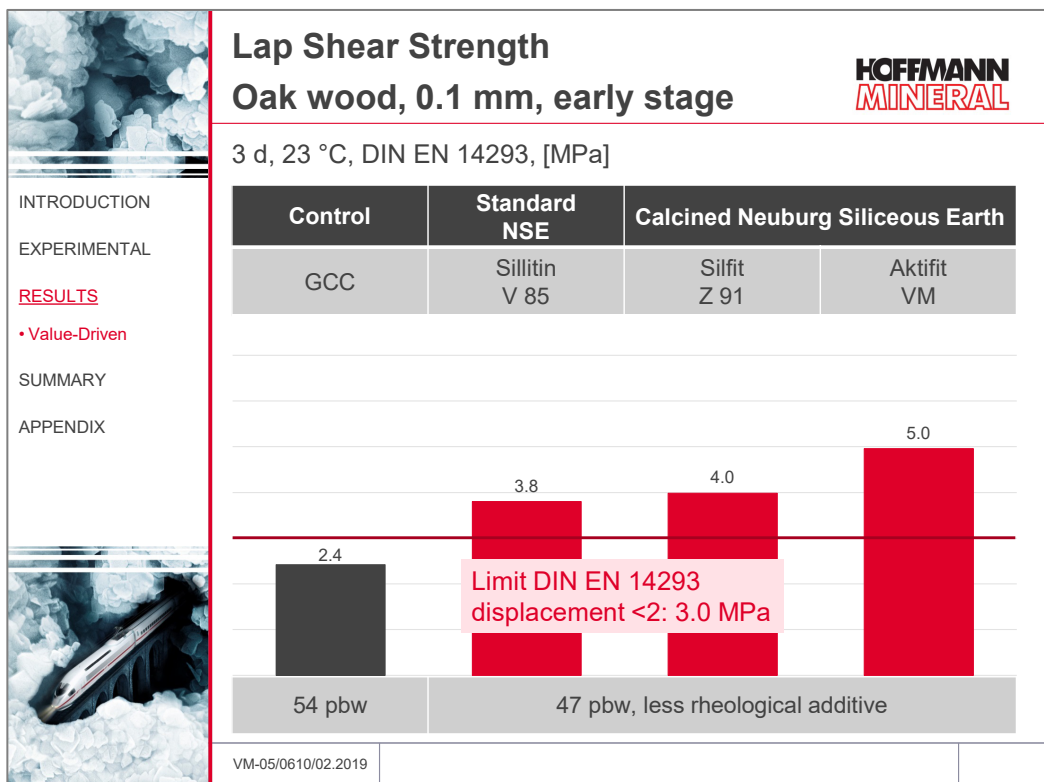 Lap Shear Strength
Oak wood, 0.1 mm, early stage
HOFFMANN
MINERAL
3 d, 23 °C, DIN EN 14293, [MPa]
INTRODUCTION
EXPERIMENTAL
RESULTS
• Value-Driven
SUMMARY
APPENDIX
Control
Standard
NSE
Calcined Neuburg Siliceous Earth
GCC
Sillitin
V 85
Silfit
Z 91
Aktifit
VM
2.4
3.8
4.0
5.0
Limit DIN EN 14293
displacement <2: 3.0 MPa
54 pbw
47 pbw, less rheological additive
VM-05/0610/02.2019